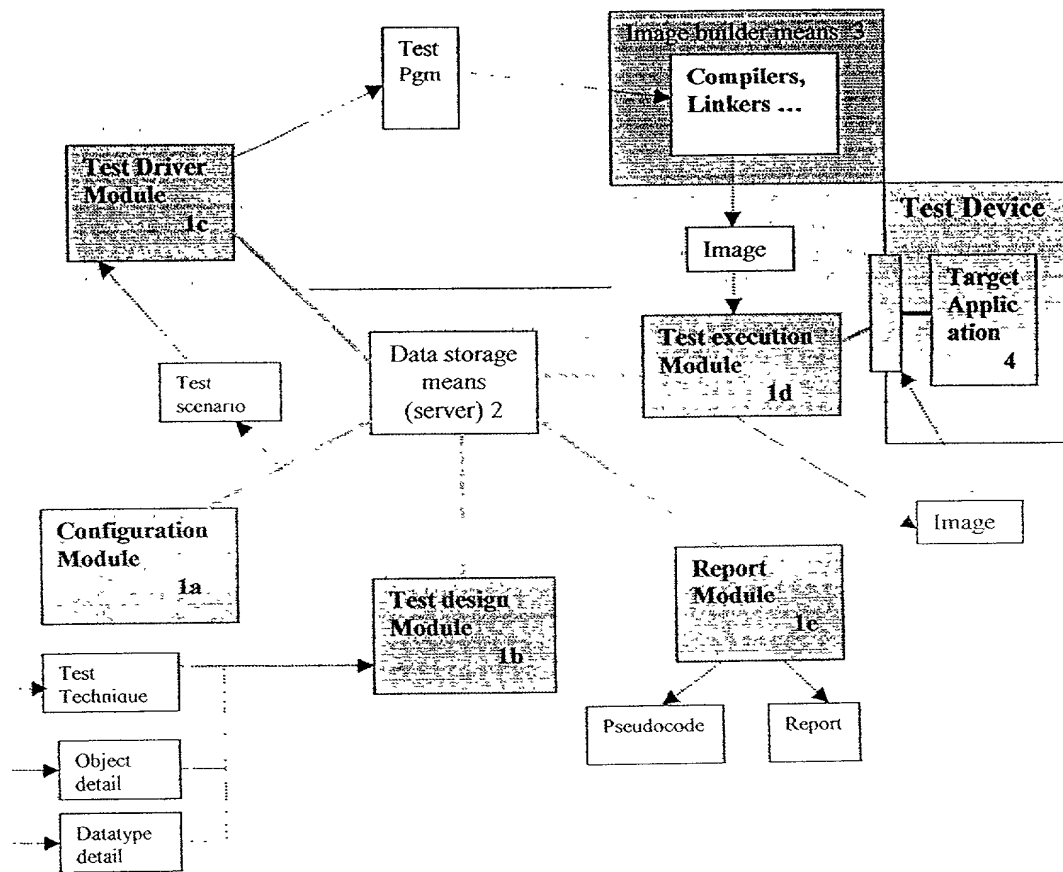 Test
Pgm
Image builder means 3
Compilers,
Linkers ...
Test Driver
Module
1c
Test Device
Image
Target
Applic
ation
4
Test execution
Module
1d
Data storage
means
(server) 2
Test
scenario
Configuration
Module
1a
Image
Report
Module
1e
Test design
Module
1b
Test
Technique
Pseudocode
Report
Object
detail
Datatype
detail